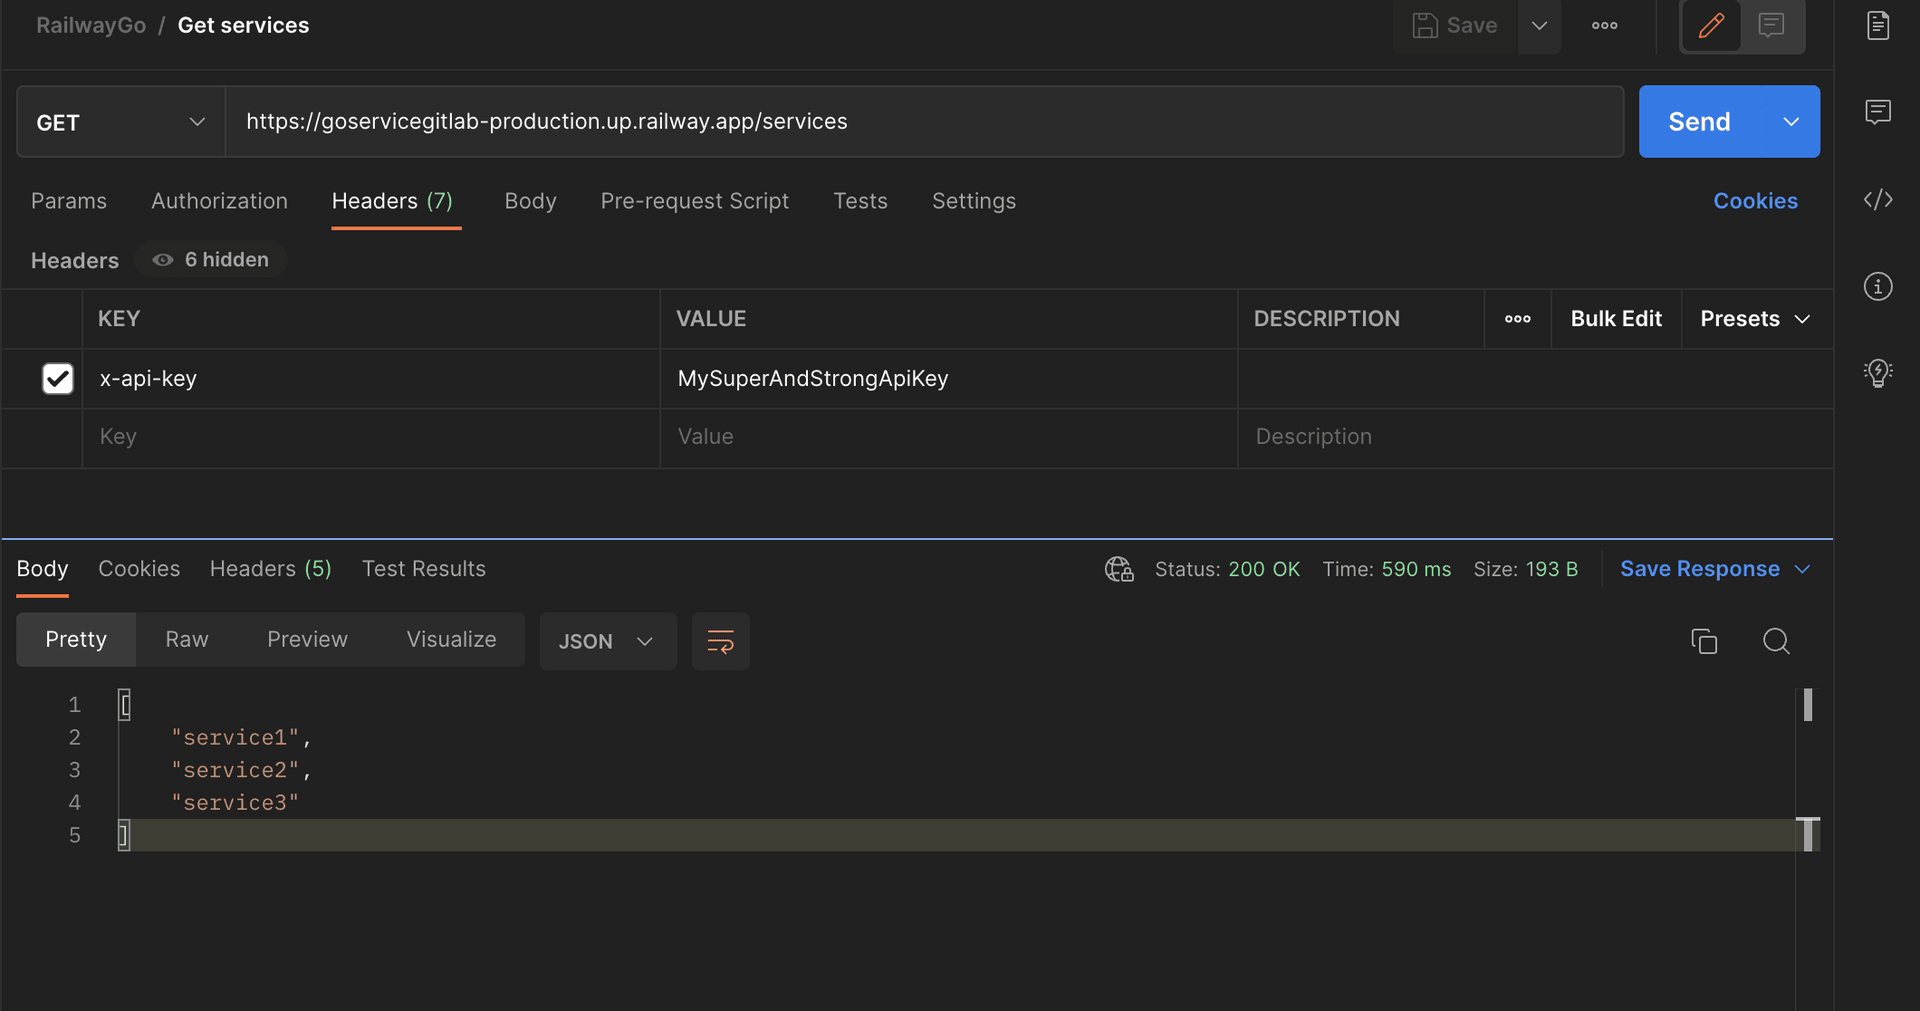 RailwayGo / Get services
Save
GET
https://goservicegitlab-production.up.railway.app/services
Send
Params Authorization Headers (7) Body Pre-request Script Tests Settings Cookies
Headers 6 hidden
KEY VALUE DESCRIPTION Bulk Edit Presets
x-api-key MySuperAndStrongApiKey
Key Value Description
Body Cookies Headers (5) Test Results Status: 200 OK Time: 590 ms Size: 193 B Save Response
Pretty Raw Preview Visualize JSON
1 [
2 "service1",
3 "service2",
4 "service3"
5 ]